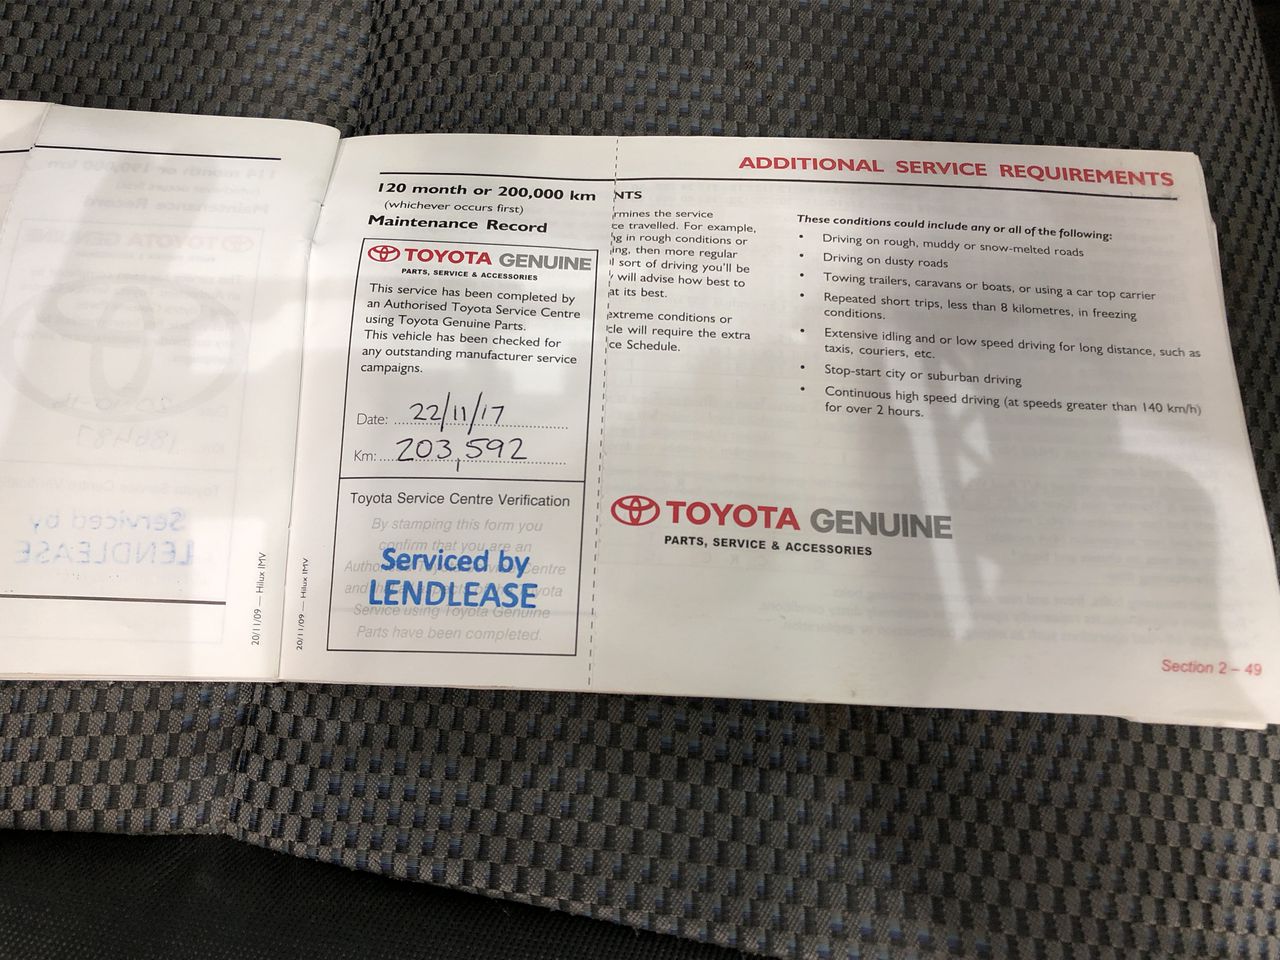 120 month or 200,000 km
(whichever occurs first)
Maintenance Record
TOYOTA GENUINE
PARTS, SERVICE & ACCESSORIES
This service has been completed by
an Authorised Toyota Service Centre
using Toyota Genuine Parts.
This vehicle has been checked for
any outstanding manufacturer service
campaigns.
Date: 22/11/17
Km: 203,592
Toyota Service Centre Verification
By stamping this form you
confirm that you are an
Serviced by
LENDLEASE
Service using Toyota Genuine
Parts have been completed.
20/11/09 — Hilux IMV
20/11/09 — Hilux IMV
ADDITIONAL SERVICE REQUIREMENTS
NTS
rmines the service
ce travelled. For example,
g in rough conditions or
ing, then more regular
l sort of driving you'll be
will advise how best to
at its best.
extreme conditions or
cle will require the extra
ce Schedule.
These conditions could include any or all of the following:
• Driving on rough, muddy or snow-melted roads
• Driving on dusty roads
• Towing trailers, caravans or boats, or using a car top carrier
• Repeated short trips, less than 8 kilometres, in freezing
conditions.
• Extensive idling and or low speed driving for long distance, such as
taxis, couriers, etc.
• Stop-start city or suburban driving
• Continuous high speed driving (at speeds greater than 140 km/h)
for over 2 hours.
TOYOTA GENUINE
PARTS, SERVICE & ACCESSORIES
Section 2 – 49